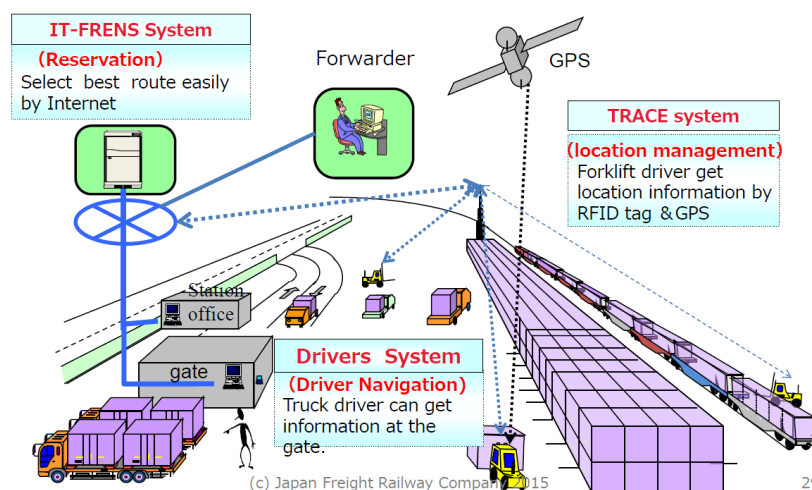 IT-FRENS System
(Reservation)
Select best route easily
by Internet
Forwarder
GPS
TRACE system
(location management)
Forklift driver get
location information by
RFID tag ＆GPS
Station
office
gate
Drivers System
(Driver Navigation)
Truck driver can get
information at the
gate.
(c) Japan Freight Railway Company 2015
2